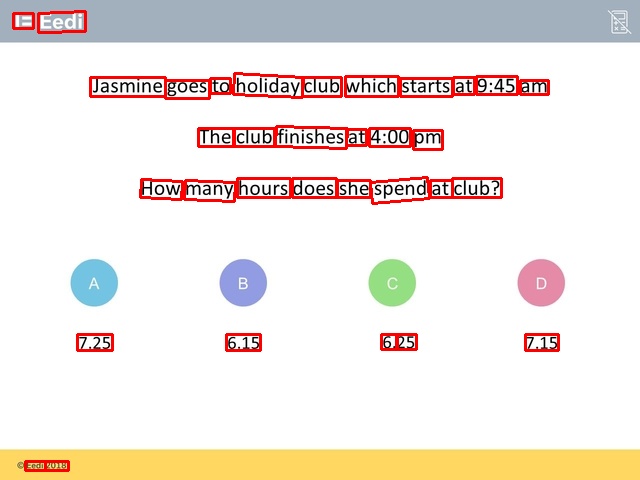 Eedi
Jasmine goes to holiday club which starts at 9:45 am
The club finishes at 4:00 pm
How many hours does she spend at club?
A B C D
7.25 6.15 6.25 7.15
© Eedi 2018